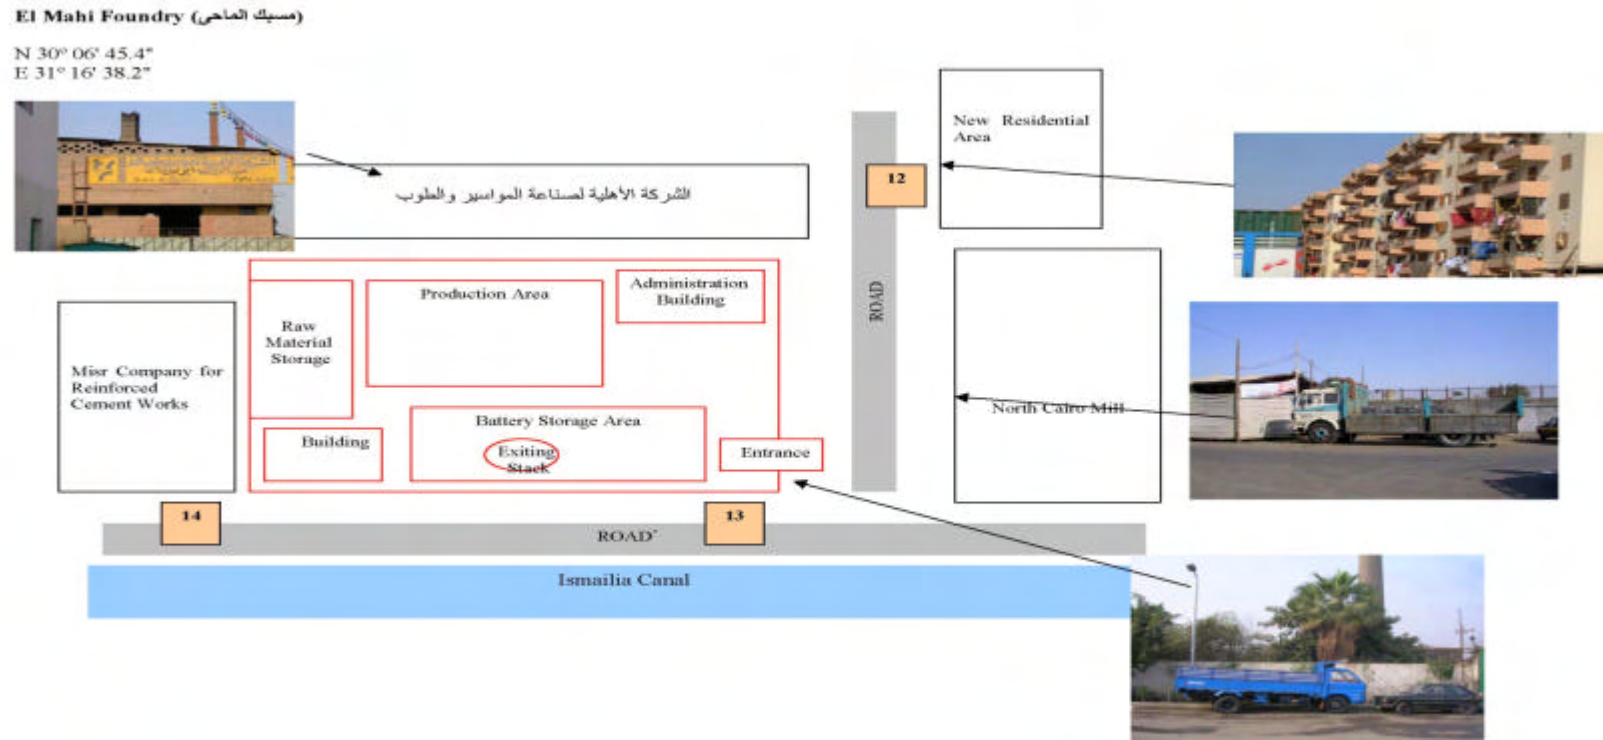 El Mahi Foundry (مسبك الماحى)
N 30° 06' 45.4"
E 31° 16' 38.2"
New Residential
Area
12
الشركة الأهلية لصناعة المواسير والطوب
ROAD
Production Area
Administration
Building
Raw
Material
Storage
Misr Company for
Reinforced
Cement Works
North Cairo Mill
Battery Storage Area
Exiting
Stack
Building
Entrance
14
13
ROAD
Ismailia Canal